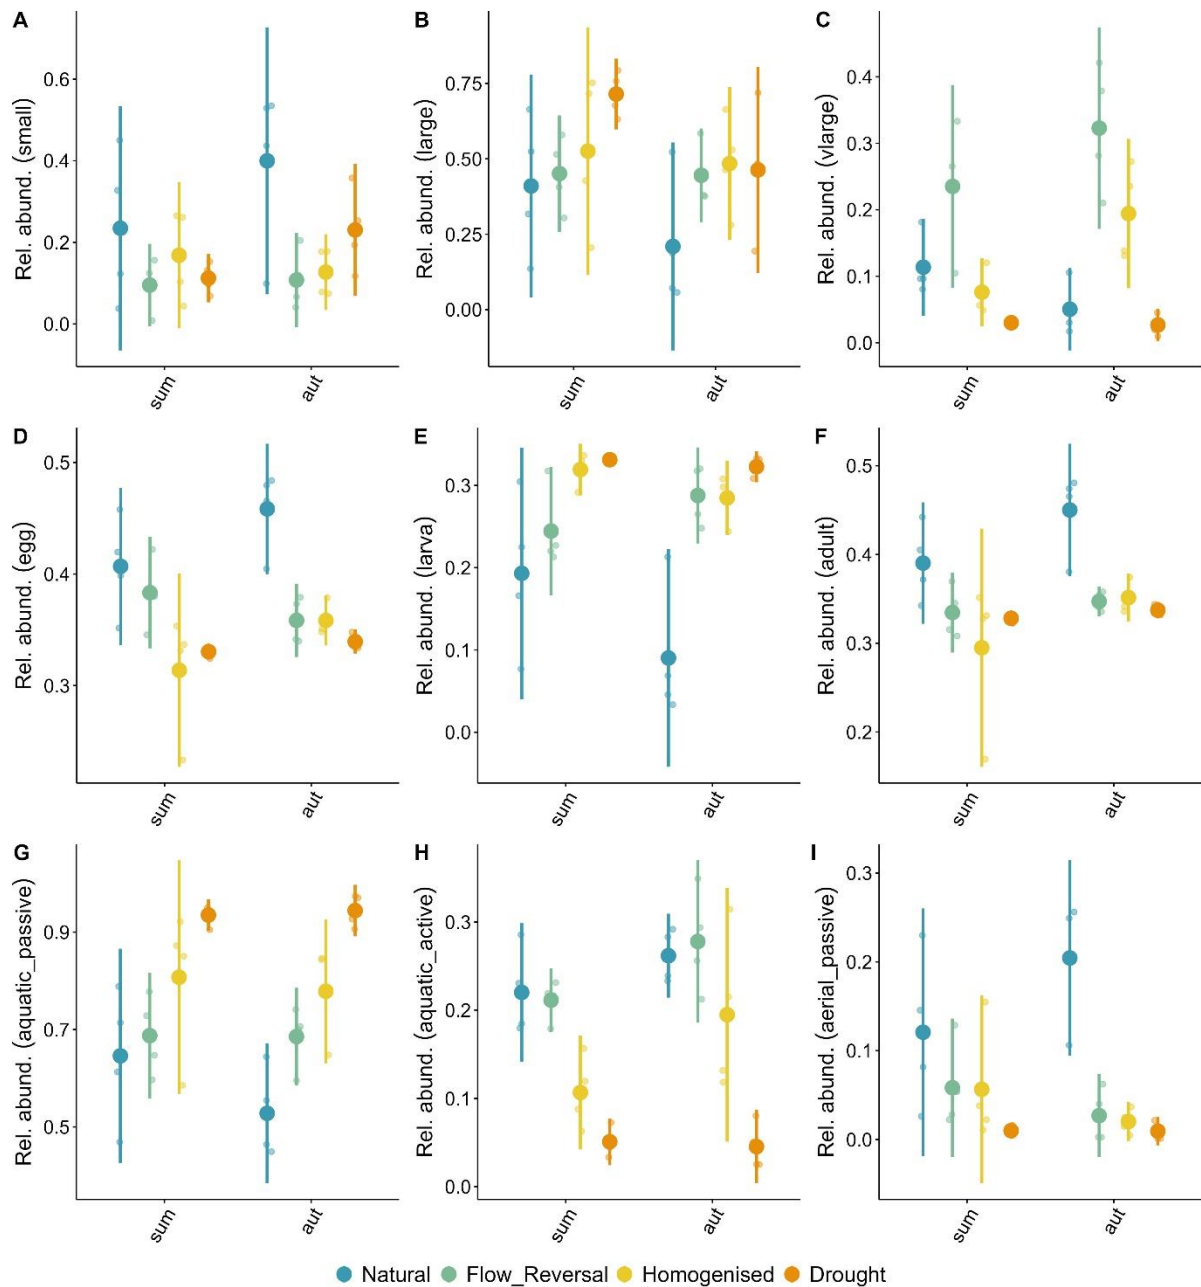 A
Rel. abund. (small)
0.6
0.4
0.2
0.0
sum
aut
B
Rel. abund. (large)
0.75
0.50
0.25
0.00
sum
aut
C
Rel. abund. (vlarge)
0.4
0.3
0.2
0.1
0.0
sum
aut
D
Rel. abund. (egg)
0.5
0.4
0.3
sum
aut
E
Rel. abund. (larva)
0.3
0.2
0.1
0.0
sum
aut
F
Rel. abund. (adult)
0.5
0.4
0.3
0.2
sum
aut
G
Rel. abund. (aquatic_passive)
0.9
0.7
0.5
sum
aut
H
Rel. abund. (aquatic_active)
0.3
0.2
0.1
0.0
sum
aut
I
Rel. abund. (aerial_passive)
0.3
0.2
0.1
0.0
sum
aut
Natural Flow_Reversal Homogenised Drought